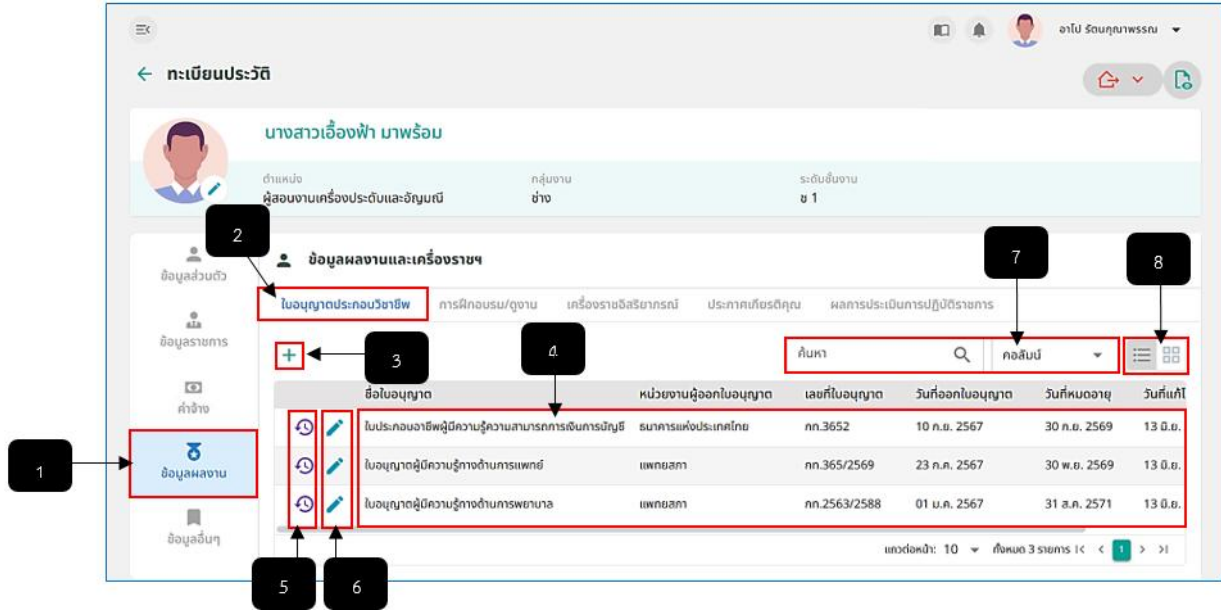 อาโป รัตนคุณาพรรณ
ทะเบียนประวัติ
นางสาวเอื้องฟ้า มาพร้อม
ตำแหน่ง กลุ่มงาน ระดับชั้นงาน
ผู้สอนงานเครื่องประดับและอัญมณี ช่าง ช 1
2
7
8
ข้อมูลส่วนตัว
ข้อมูลผลงานและเครื่องราชฯ
ใบอนุญาตประกอบวิชาชีพ การฝึกอบรม/ดูงาน เครื่องราชอิสริยาภรณ์ ประกาศเกียรติคุณ ผลการประเมินการปฏิบัติราชการ
ข้อมูลราชการ
3
ค้นหา คอลัมน์
ค่าจ้าง
ชื่อใบอนุญาต หน่วยงานผู้ออกใบอนุญาต เลขที่ใบอนุญาต วันที่ออกใบอนุญาต วันที่หมดอายุ วันที่แก้ไ
ใบประกอบอาชีพผู้มีความรู้ความสามารถการเงินการบัญชี ธนาคารแห่งประเทศไทย กก.3652 10 ก.ย. 2567 30 ก.ย. 2569 13 มิ.ย.
1
ข้อมูลผลงาน
ใบอนุญาตผู้มีความรู้ทางด้านการแพทย์ แพทยสภา กก.365/2569 23 ก.ค. 2567 30 พ.ย. 2569 13 มิ.ย.
ใบอนุญาตผู้มีความรู้ทางด้านการพยาบาล แพทยสภา กก.2563/2588 01 ม.ค. 2567 31 ส.ค. 2571 13 มิ.ย.
ข้อมูลอื่นๆ
แถวต่อหน้า: 10 ทั้งหมด 3 รายการ 1
5
6